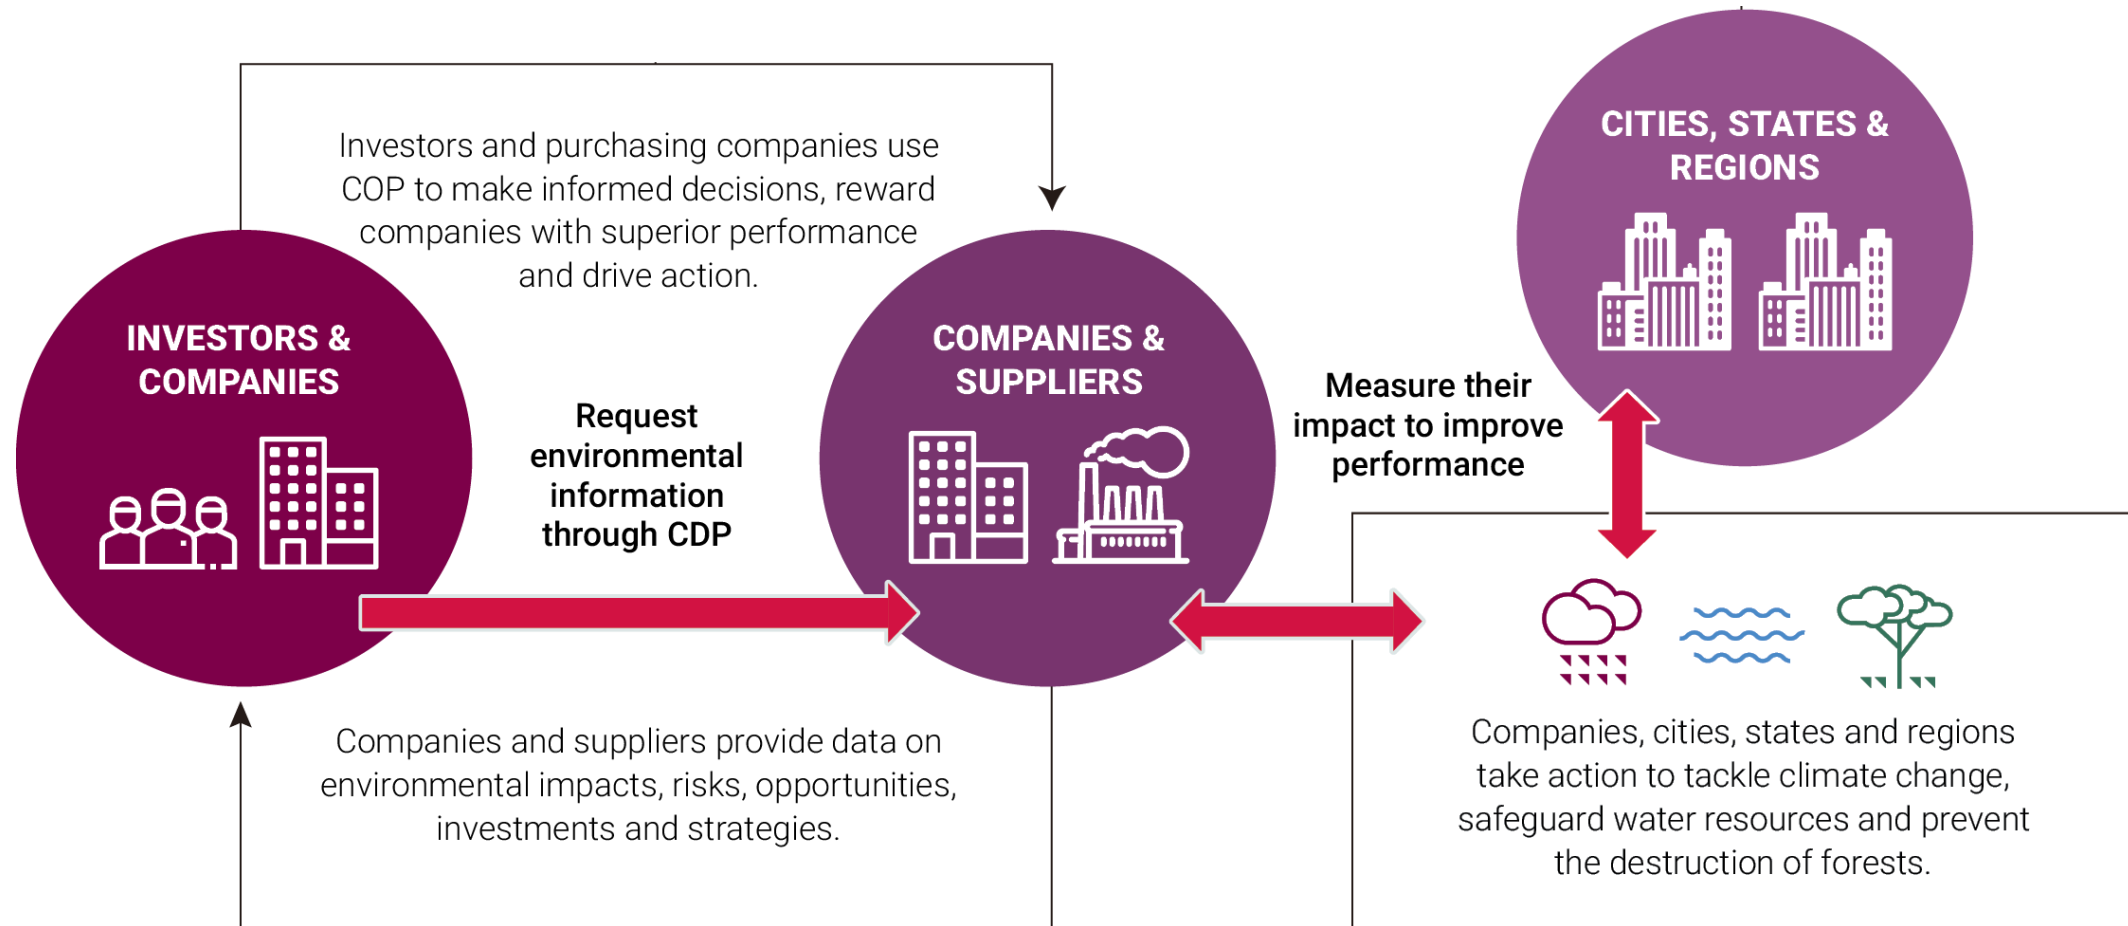 Investors and purchasing companies use
COP to make informed decisions, reward
companies with superior performance
and drive action.
INVESTORS &
COMPANIES
Request
environmental
information
through CDP
COMPANIES &
SUPPLIERS
Measure their
impact to improve
performance
CITIES, STATES &
REGIONS
Companies and suppliers provide data on
environmental impacts, risks, opportunities,
investments and strategies.
Companies, cities, states and regions
take action to tackle climate change,
safeguard water resources and prevent
the destruction of forests.